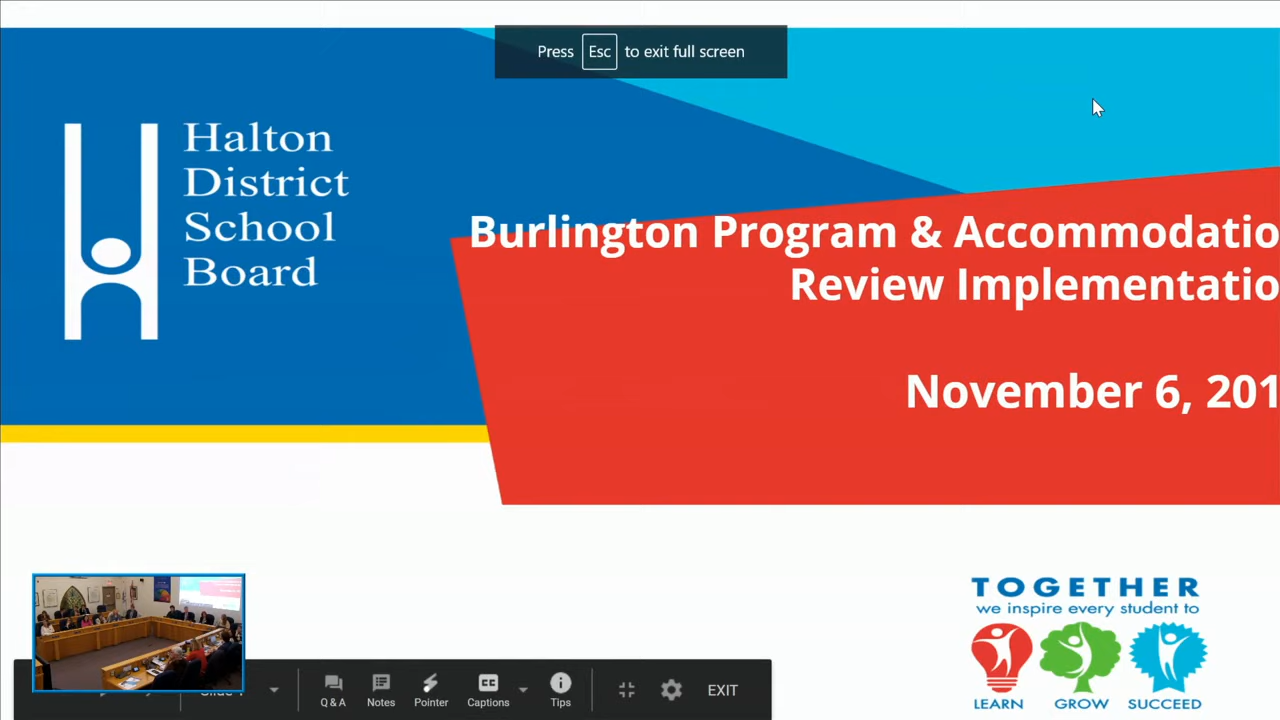 Press Esc to exit full screen
Halton
District
School
Board
Burlington Program & Accommodatio
Review Implementatio
November 6, 201
TOGETHER
we inspire every student to
LEARN GROW SUCCEED
Q & A Notes Pointer Captions Tips EXIT